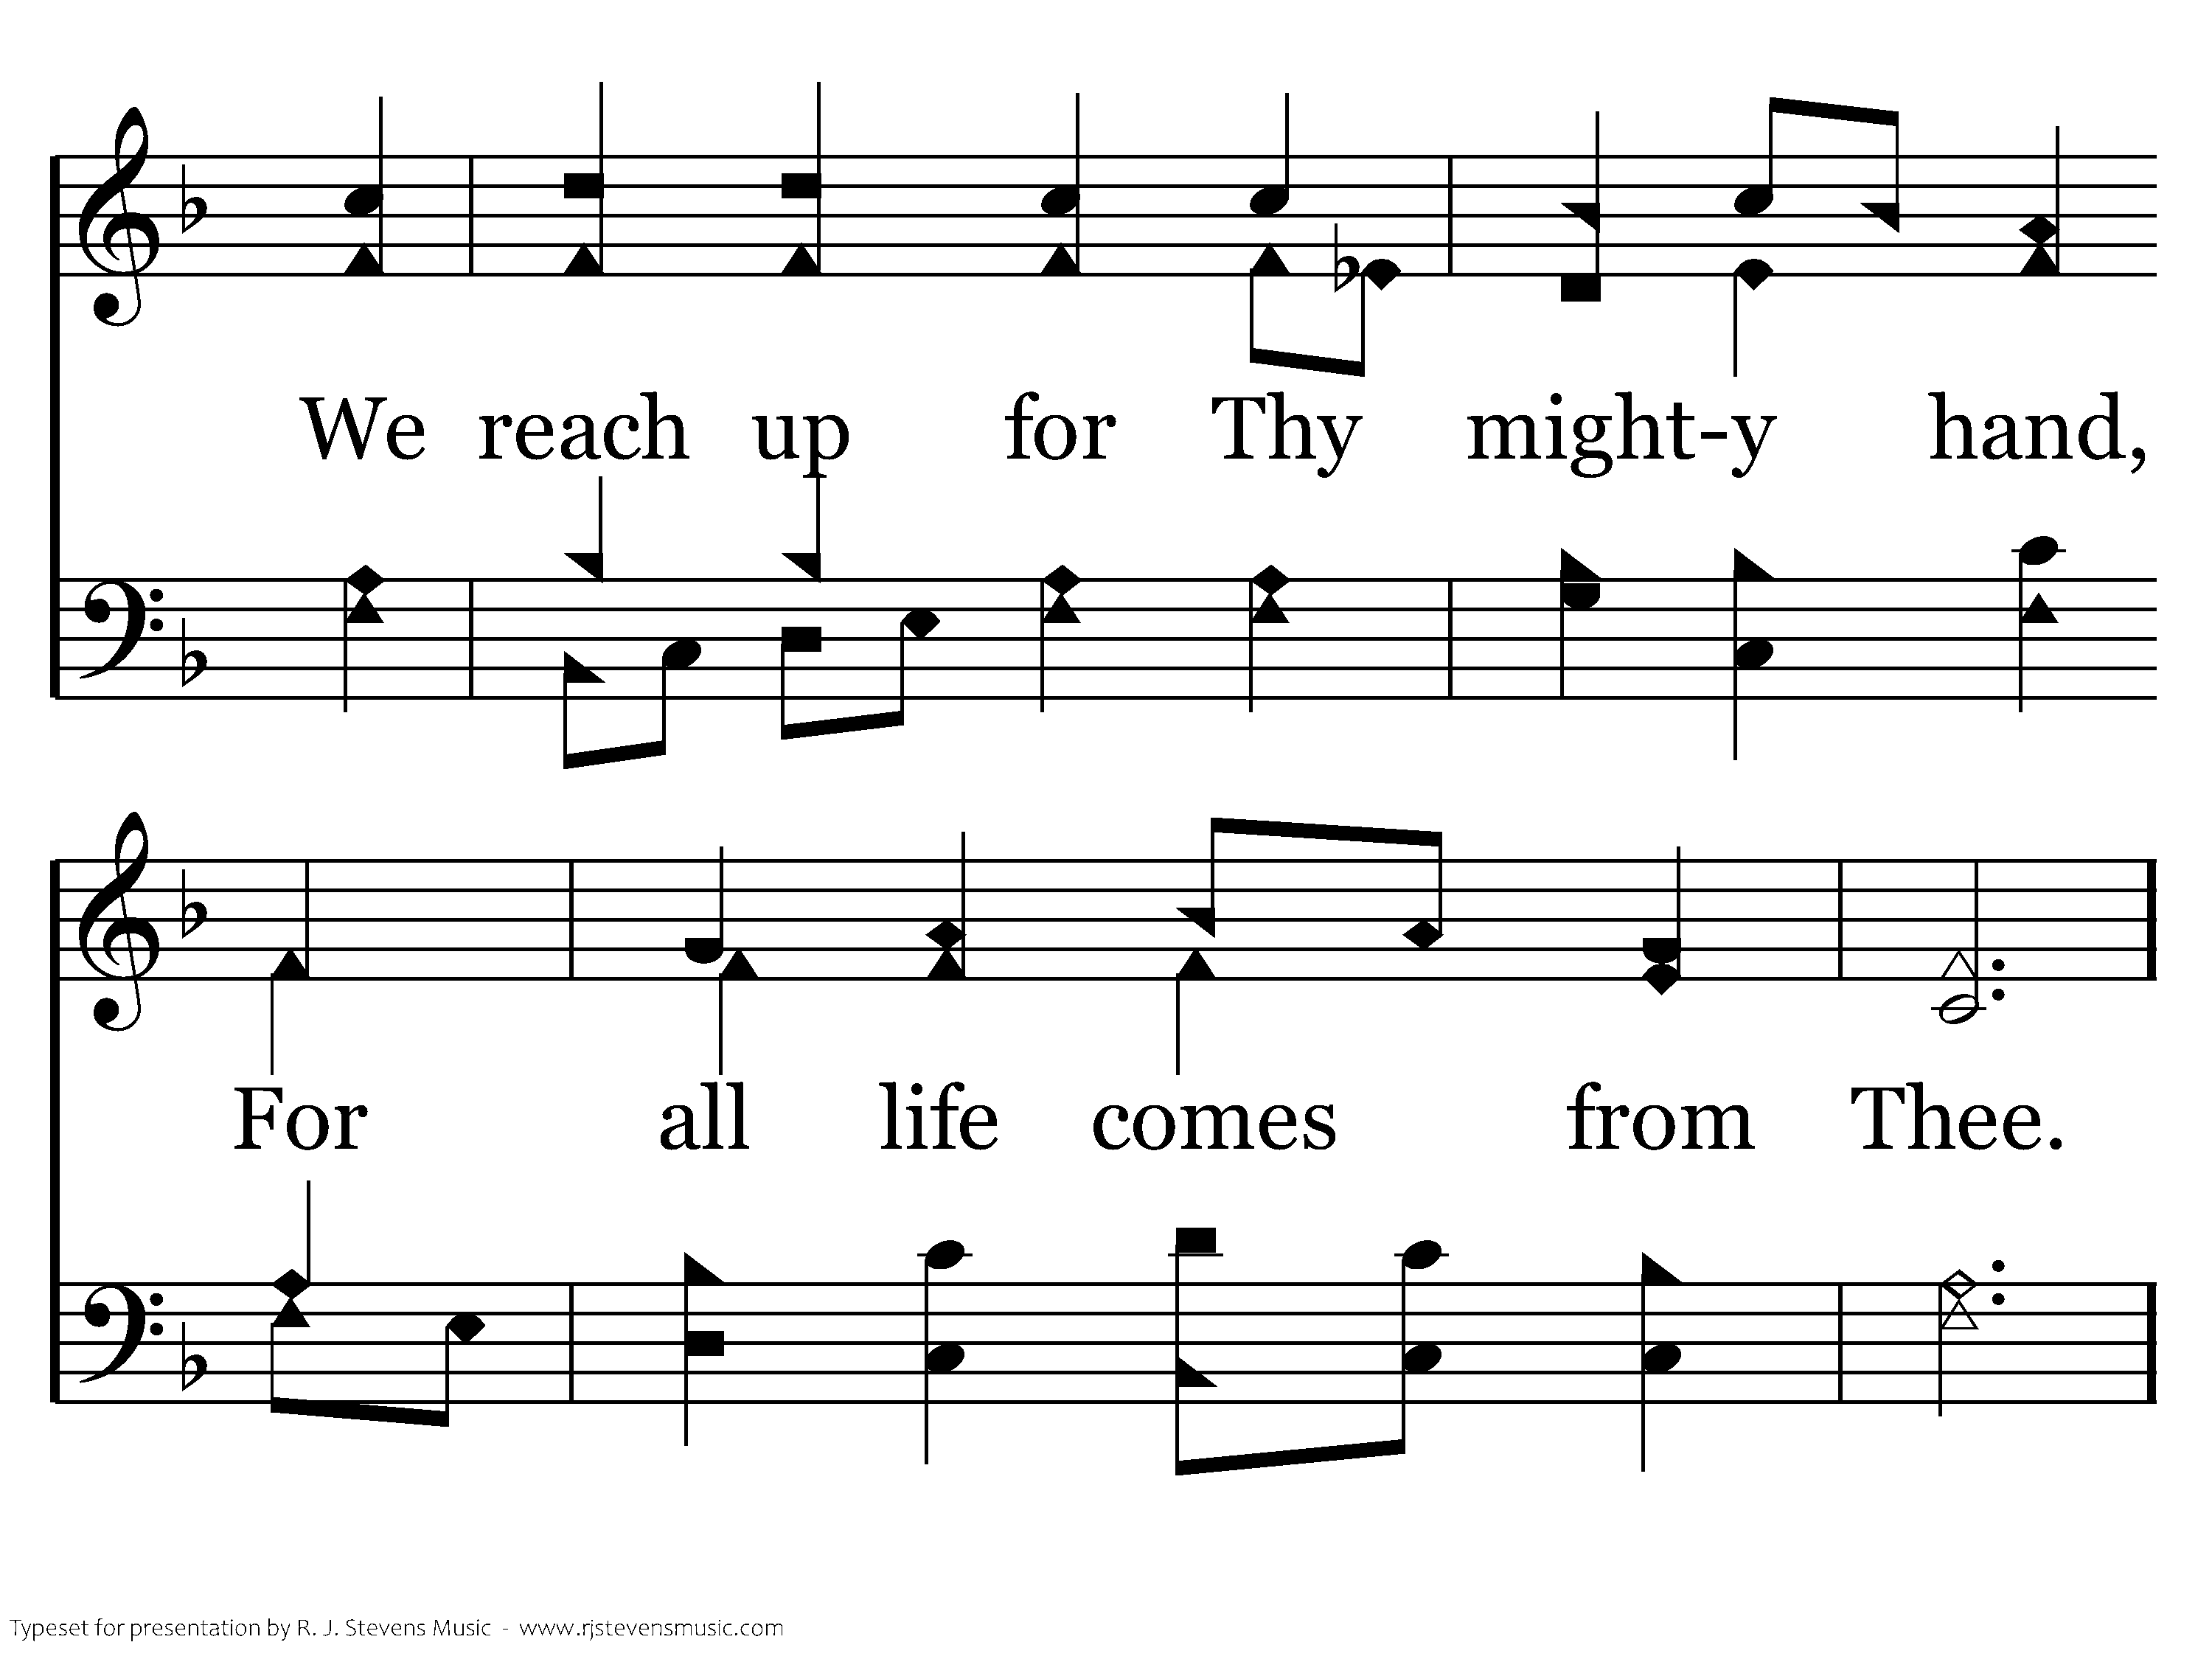 We reach up for Thy might-y hand,
For all life comes from Thee.
Typeset for presentation by R. J. Stevens Music - www.rjstevensmusic.com